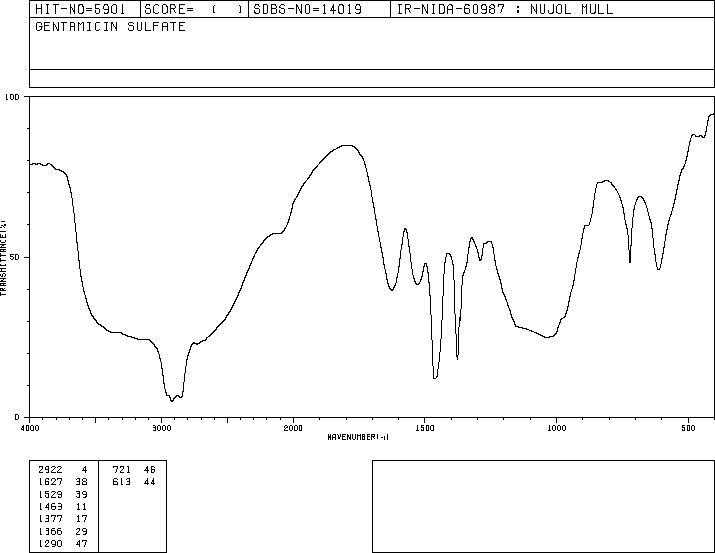 HIT-NO=5901 SCORE= ( ) SDBS-NO=14019 IR-NIDA-60987 : NUJOL MULL
GENTAMICIN SULFATE
100
50
0
TRANSMITTANCE(%)
4000 3000 2000 1500 1000 500
WAVENUMBER(-1)
2922 4 721 46
1627 38 613 44
1529 39
1463 11
1377 17
1366 29
1290 47